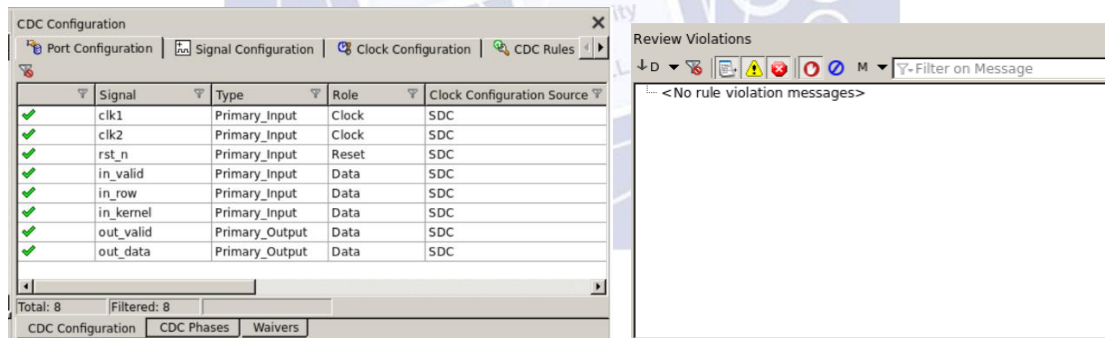 CDC Configuration
Port Configuration Signal Configuration Clock Configuration CDC Rules
Signal Type Role Clock Configuration Source
clk1 Primary_Input Clock SDC
clk2 Primary_Input Clock SDC
rst_n Primary_Input Reset SDC
in_valid Primary_Input Data SDC
in_row Primary_Input Data SDC
in_kernel Primary_Input Data SDC
out_valid Primary_Output Data SDC
out_data Primary_Output Data SDC
Total: 8 Filtered: 8
CDC Configuration CDC Phases Waivers
Review Violations
D M Filter on Message
<No rule violation messages>